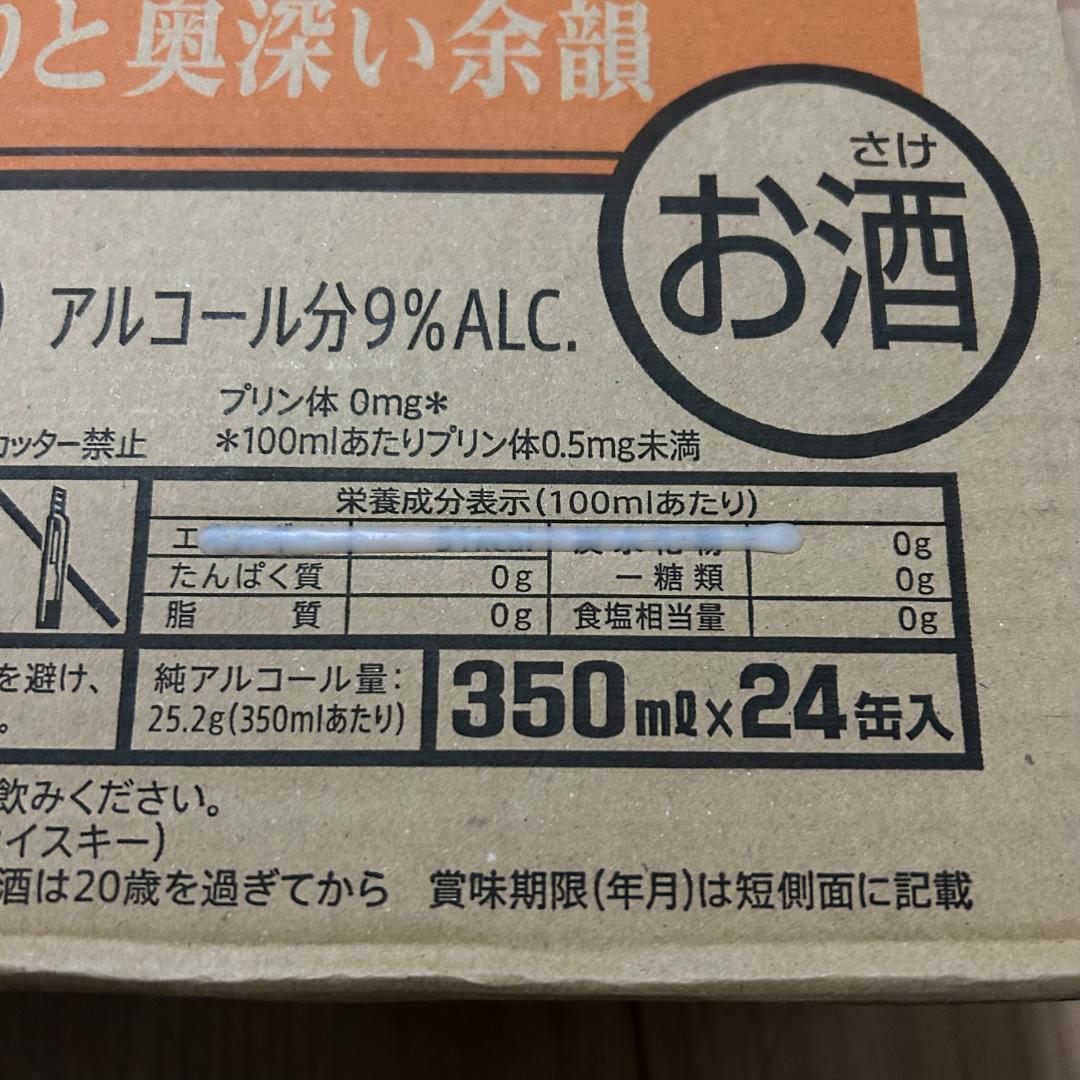 りと奥深い余韻
さけ
お酒
アルコール分9%ALC.
プリン体 0mg*
カッター禁止
*100mlあたりプリン体0.5mg未満
栄養成分表示(100mlあたり)
0g
たんぱく質 0g
-糖類 0g
脂質 0g
食塩相当量 0g
を避け、
。
純アルコール量:
25.2g(350mlあたり)
350ml×24缶入
飲みください。
イスキー)
酒は20歳を過ぎてから 賞味期限(年月)は短側面に記載